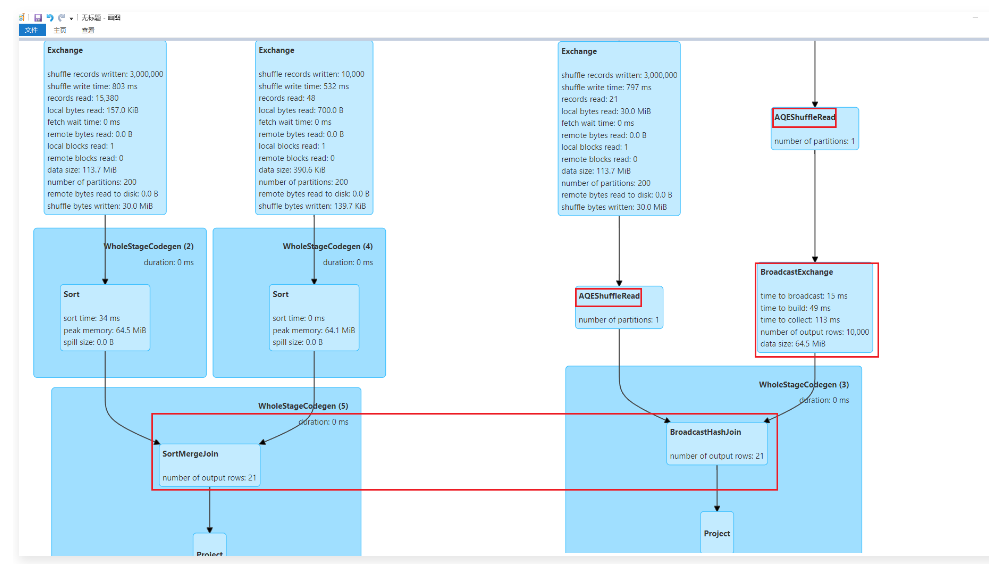 无标题 - 画图
文件 主页 查看
Exchange
shuffle records written: 3,000,000
shuffle write time: 803 ms
records read: 15,380
local bytes read: 157.0 KiB
fetch wait time: 0 ms
remote bytes read: 0.0 B
local blocks read: 1
remote blocks read: 0
data size: 113.7 MiB
number of partitions: 200
remote bytes read to disk: 0.0 B
shuffle bytes written: 30.0 MiB
Exchange
shuffle records written: 10,000
shuffle write time: 532 ms
records read: 48
local bytes read: 700.0 B
fetch wait time: 0 ms
remote bytes read: 0.0 B
local blocks read: 1
remote blocks read: 0
data size: 390.6 KiB
number of partitions: 200
remote bytes read to disk: 0.0 B
shuffle bytes written: 139.7 KiB
WholeStageCodegen (2)
duration: 0 ms
Sort
sort time: 34 ms
peak memory: 64.5 MiB
spill size: 0.0 B
WholeStageCodegen (4)
duration: 0 ms
Sort
sort time: 0 ms
peak memory: 64.1 MiB
spill size: 0.0 B
WholeStageCodegen (5)
duration: 0 ms
SortMergeJoin
number of output rows: 21
Project
Exchange
shuffle records written: 3,000,000
shuffle write time: 797 ms
records read: 21
local bytes read: 30.0 MiB
fetch wait time: 0 ms
remote bytes read: 0.0 B
local blocks read: 1
remote blocks read: 0
data size: 113.7 MiB
number of partitions: 200
remote bytes read to disk: 0.0 B
shuffle bytes written: 30.0 MiB
AQEShuffleRead
number of partitions: 1
AQEShuffleRead
number of partitions: 1
BroadcastExchange
time to broadcast: 15 ms
time to build: 49 ms
time to collect: 113 ms
number of output rows: 10,000
data size: 64.5 MiB
WholeStageCodegen (3)
duration: 0 ms
BroadcastHashJoin
number of output rows: 21
Project